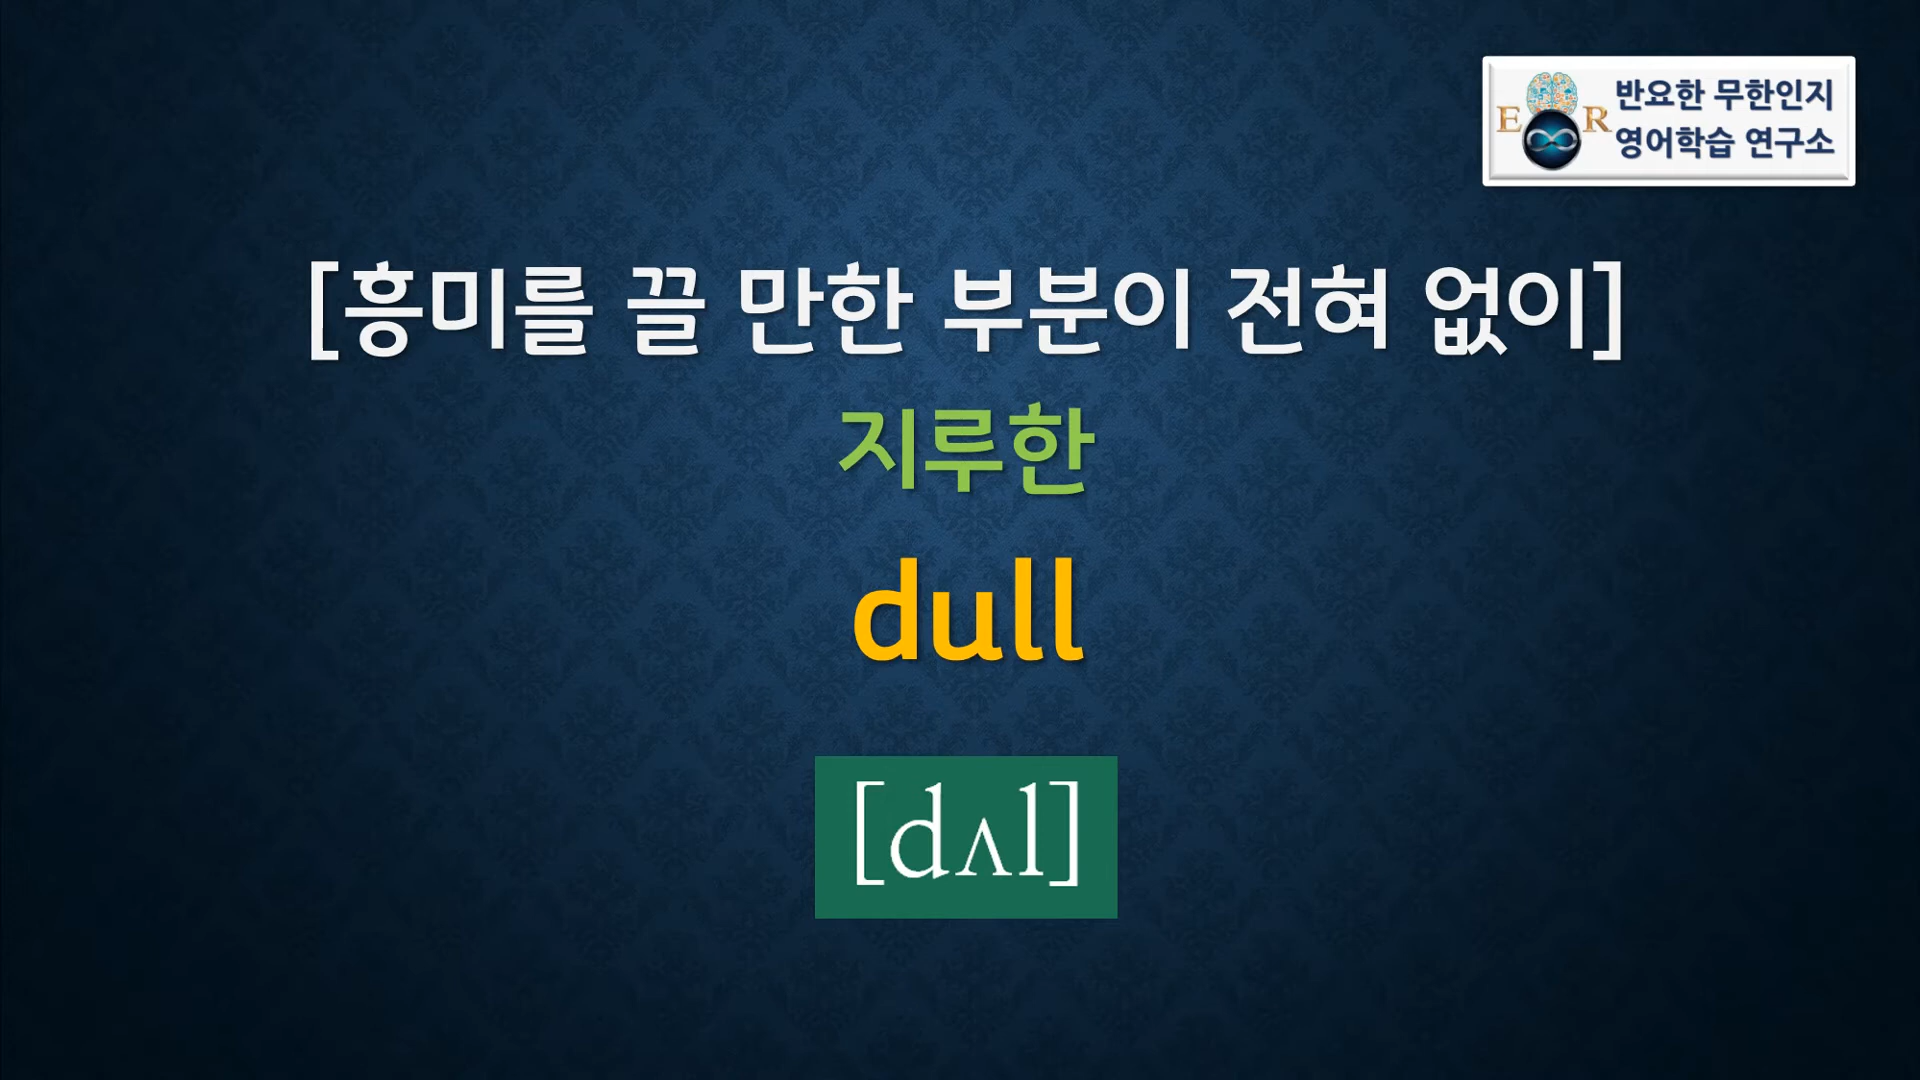 E R 반요한 무한인지
영어학습 연구소
[흥미를 끌 만한 부분이 전혀 없이]
지루한
dull
[dʌl]